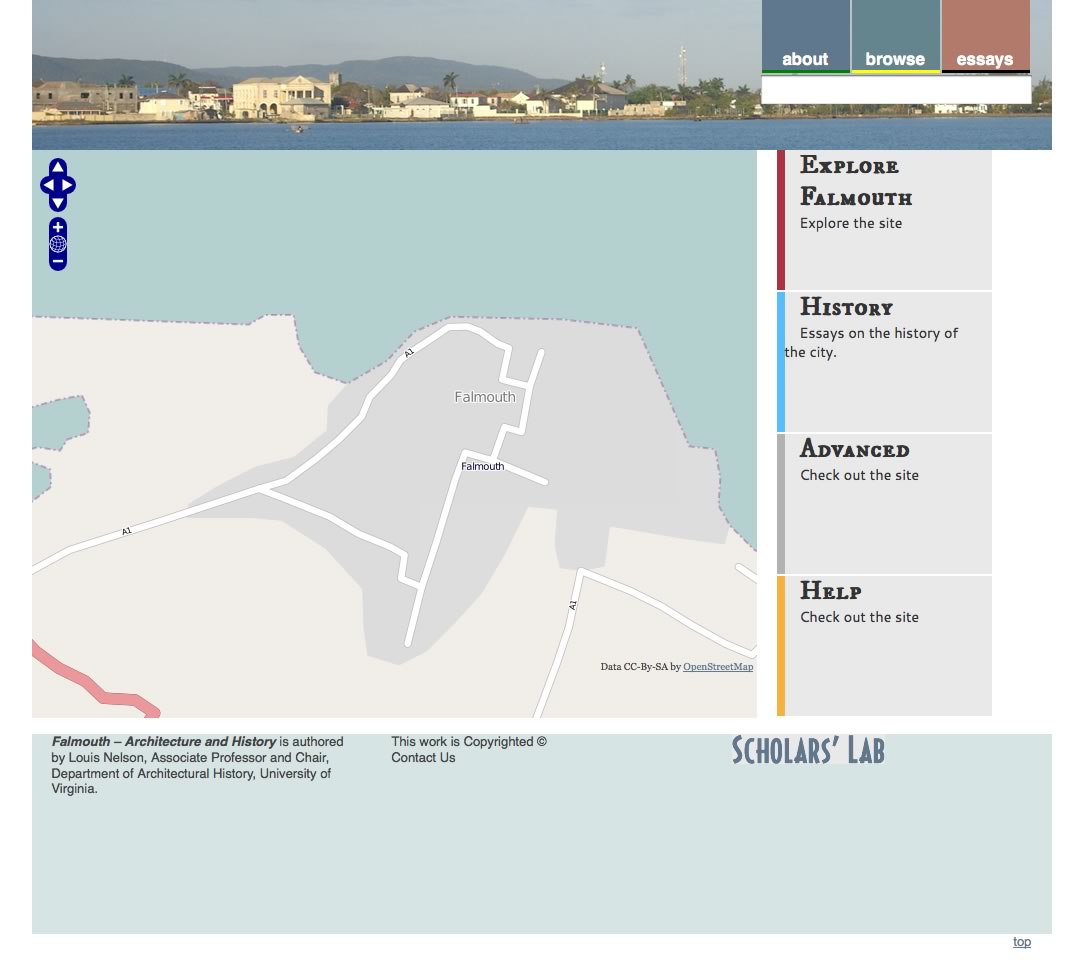 about browse essays
Explore
Falmouth
Explore the site
History
Essays on the history of
the city.
Advanced
Check out the site
Help
Check out the site
A1
Falmouth
Falmouth
A1
A1
Data CC-By-SA by OpenStreetMap
Falmouth – Architecture and History is authored
by Louis Nelson, Associate Professor and Chair,
Department of Architectural History, University of
Virginia.
This work is Copyrighted ©
Contact Us
Scholars' Lab
top